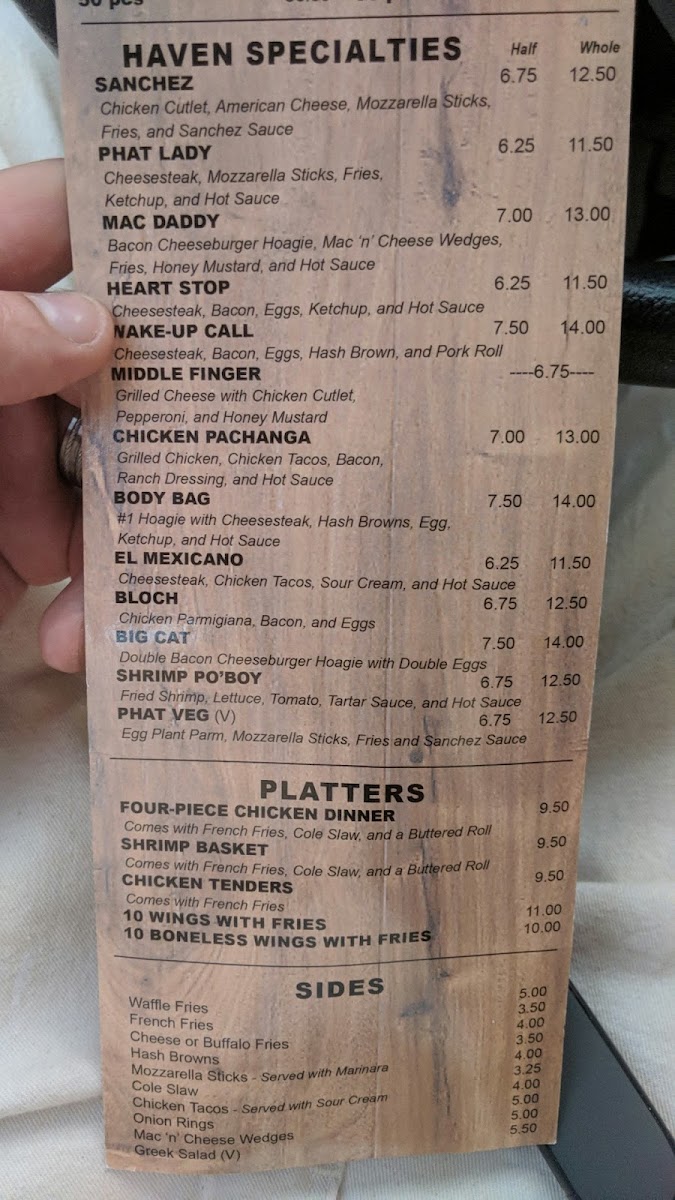 50 pcs
HAVEN SPECIALTIES Half Whole
SANCHEZ 6.75 12.50
Chicken Cutlet, American Cheese, Mozzarella Sticks,
Fries, and Sanchez Sauce
PHAT LADY 6.25 11.50
Cheesesteak, Mozzarella Sticks, Fries,
Ketchup, and Hot Sauce
MAC DADDY 7.00 13.00
Bacon Cheeseburger Hoagie, Mac 'n' Cheese Wedges,
Fries, Honey Mustard, and Hot Sauce
HEART STOP 6.25 11.50
Cheesesteak, Bacon, Eggs, Ketchup, and Hot Sauce
WAKE-UP CALL 7.50 14.00
Cheesesteak, Bacon, Eggs, Hash Brown, and Pork Roll
MIDDLE FINGER ----6.75----
Grilled Cheese with Chicken Cutlet,
Pepperoni, and Honey Mustard
CHICKEN PACHANGA 7.00 13.00
Grilled Chicken, Chicken Tacos, Bacon,
Ranch Dressing, and Hot Sauce
BODY BAG 7.50 14.00
#1 Hoagie with Cheesesteak, Hash Browns, Egg,
Ketchup, and Hot Sauce
EL MEXICANO 6.25 11.50
Cheesesteak, Chicken Tacos, Sour Cream, and Hot Sauce
BLOCH 6.75 12.50
Chicken Parmigiana, Bacon, and Eggs
BIG CAT 7.50 14.00
Double Bacon Cheeseburger Hoagie with Double Eggs
SHRIMP PO'BOY 6.75 12.50
Fried Shrimp, Lettuce, Tomato, Tartar Sauce, and Hot Sauce
PHAT VEG (V) 6.75 12.50
Egg Plant Parm, Mozzarella Sticks, Fries and Sanchez Sauce
PLATTERS
FOUR-PIECE CHICKEN DINNER 9.50
Comes with French Fries, Cole Slaw, and a Buttered Roll
SHRIMP BASKET 9.50
Comes with French Fries, Cole Slaw, and a Buttered Roll
CHICKEN TENDERS 9.50
Comes with French Fries
10 WINGS WITH FRIES 11.00
10 BONELESS WINGS WITH FRIES 10.00
SIDES
Waffle Fries 5.00
French Fries 3.50
Cheese or Buffalo Fries 4.00
Hash Browns 3.50
Mozzarella Sticks - Served with Marinara 4.00
Cole Slaw 3.25
Chicken Tacos - Served with Sour Cream 4.00
Onion Rings 5.00
Mac 'n' Cheese Wedges 5.00
Greek Salad (V) 5.50